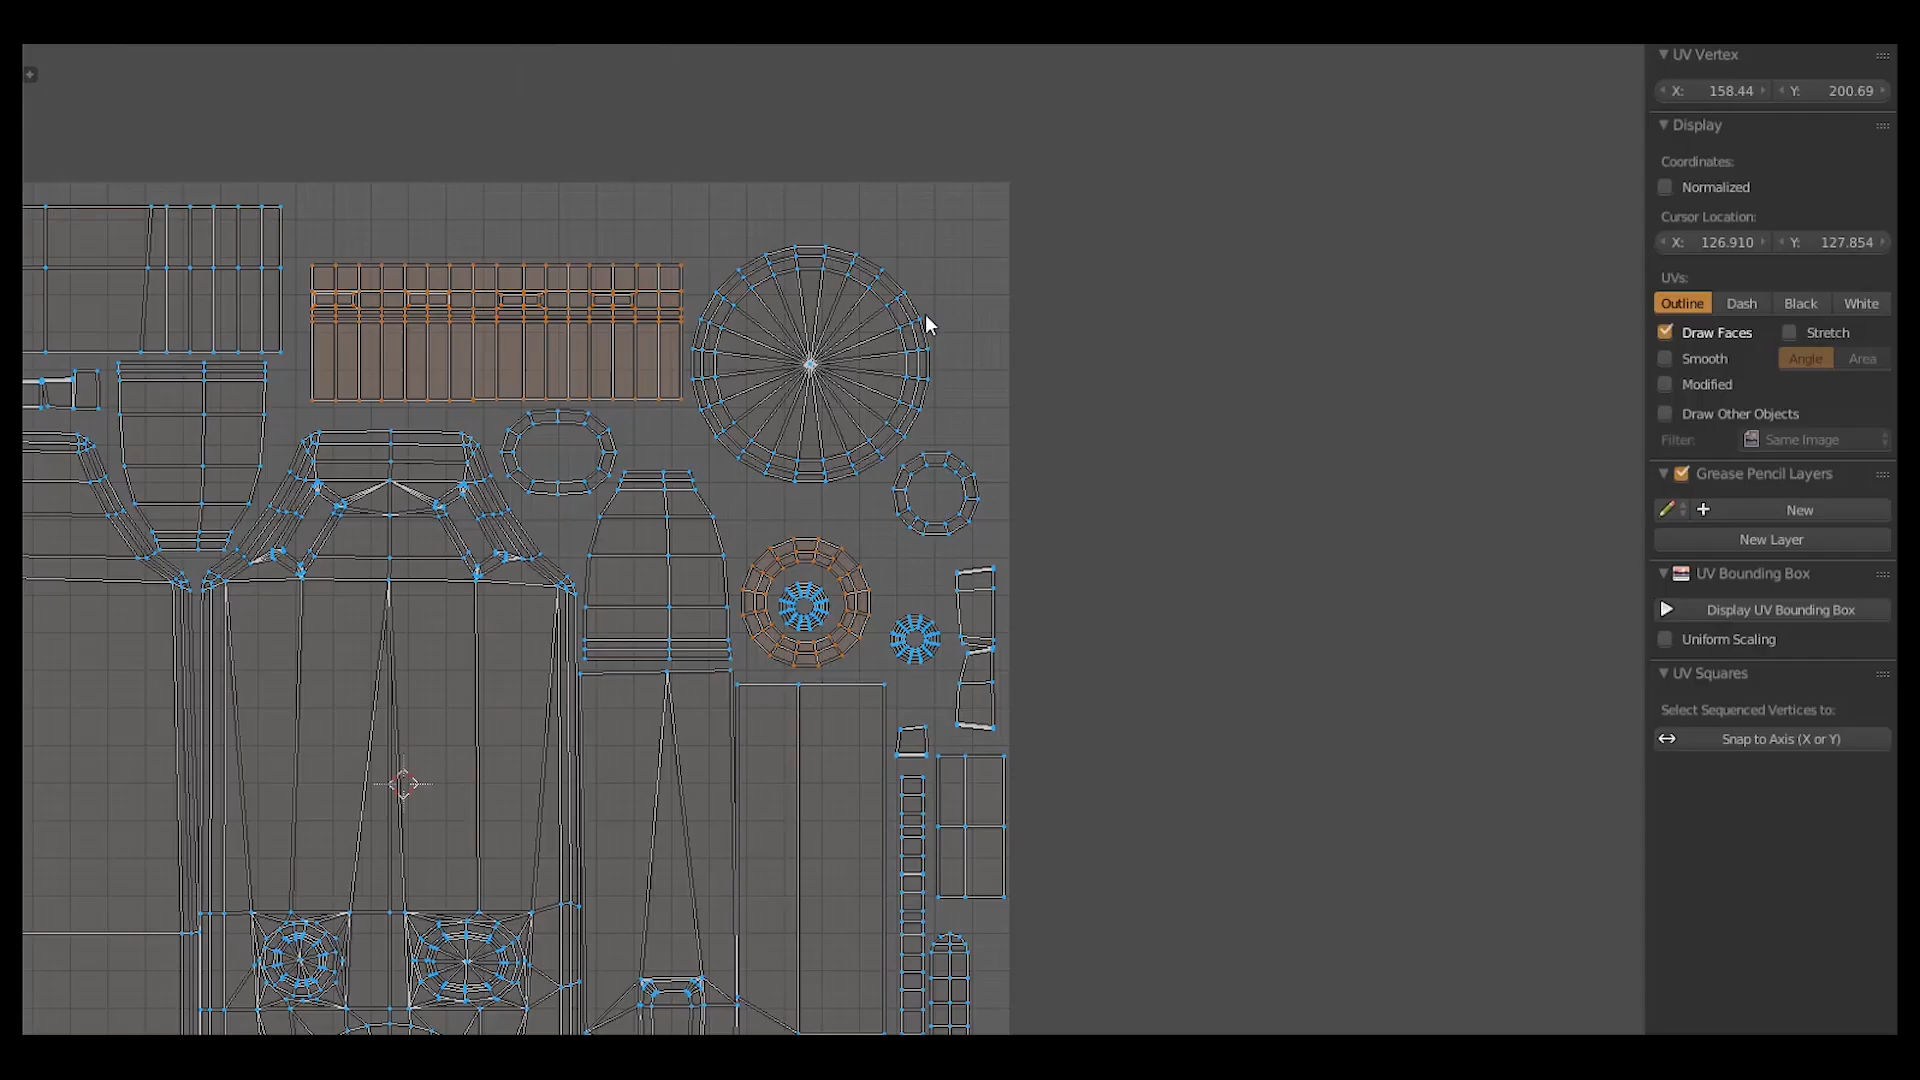 UV Vertex
X: 158.44 Y: 200.69
Display
Coordinates:
Normalized
Cursor Location:
X: 126.910 Y: 127.854
UVs:
Outline Dash Black White
Draw Faces Stretch
Smooth Angle Area
Modified
Draw Other Objects
Filter: Same Image
Grease Pencil Layers
New
New Layer
UV Bounding Box
Display UV Bounding Box
Uniform Scaling
UV Squares
Select Sequenced Vertices to:
Snap to Axis (X or Y)